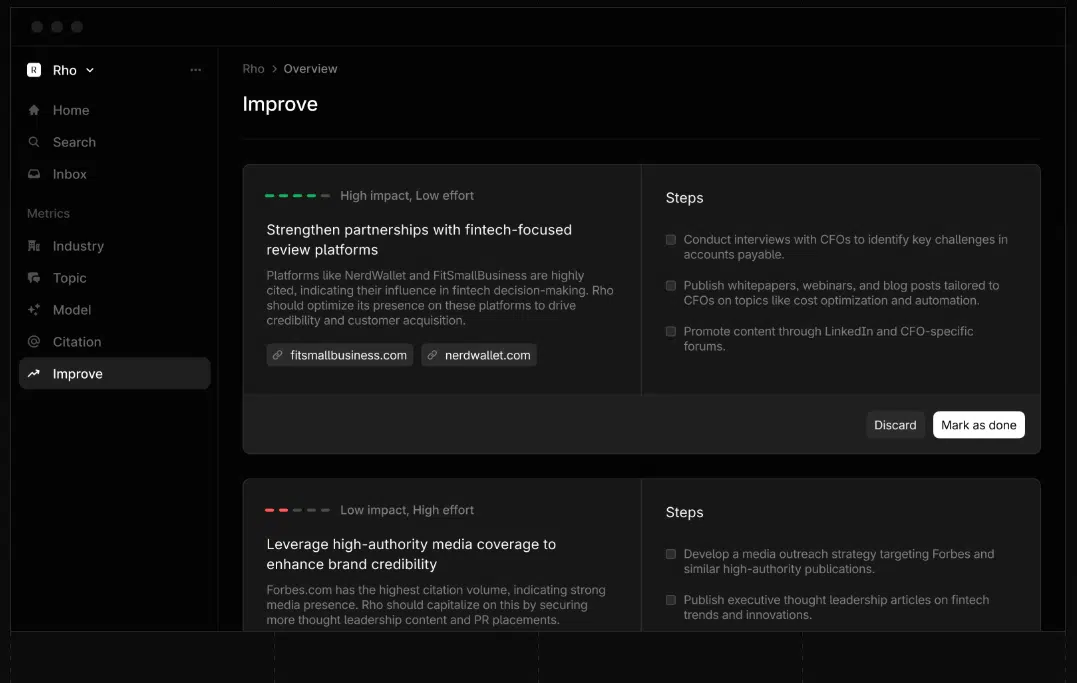 R Rho
Home
Search
Inbox
Metrics
Industry
Topic
Model
Citation
Improve
Rho > Overview
Improve
High impact, Low effort
Strengthen partnerships with fintech-focused
review platforms
Platforms like NerdWallet and FitSmallBusiness are highly
cited, indicating their influence in fintech decision-making. Rho
should optimize its presence on these platforms to drive
credibility and customer acquisition.
fitsmallbusiness.com nerdwallet.com
Steps
Conduct interviews with CFOs to identify key challenges in
accounts payable.
Publish whitepapers, webinars, and blog posts tailored to
CFOs on topics like cost optimization and automation.
Promote content through LinkedIn and CFO-specific
forums.
Discard Mark as done
Low impact, High effort
Leverage high-authority media coverage to
enhance brand credibility
Forbes.com has the highest citation volume, indicating strong
media presence. Rho should capitalize on this by securing
more thought leadership content and PR placements.
Steps
Develop a media outreach strategy targeting Forbes and
similar high-authority publications.
Publish executive thought leadership articles on fintech
trends and innovations.